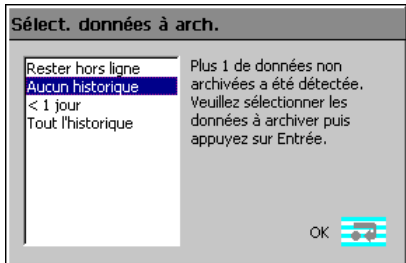 Sélect. données à arch.
Rester hors ligne
Aucun historique
< 1 jour
Tout l'historique
Plus 1 de données non
archivées a été détectée.
Veuillez sélectionner les
données à archiver puis
appuyez sur Entrée.
OK